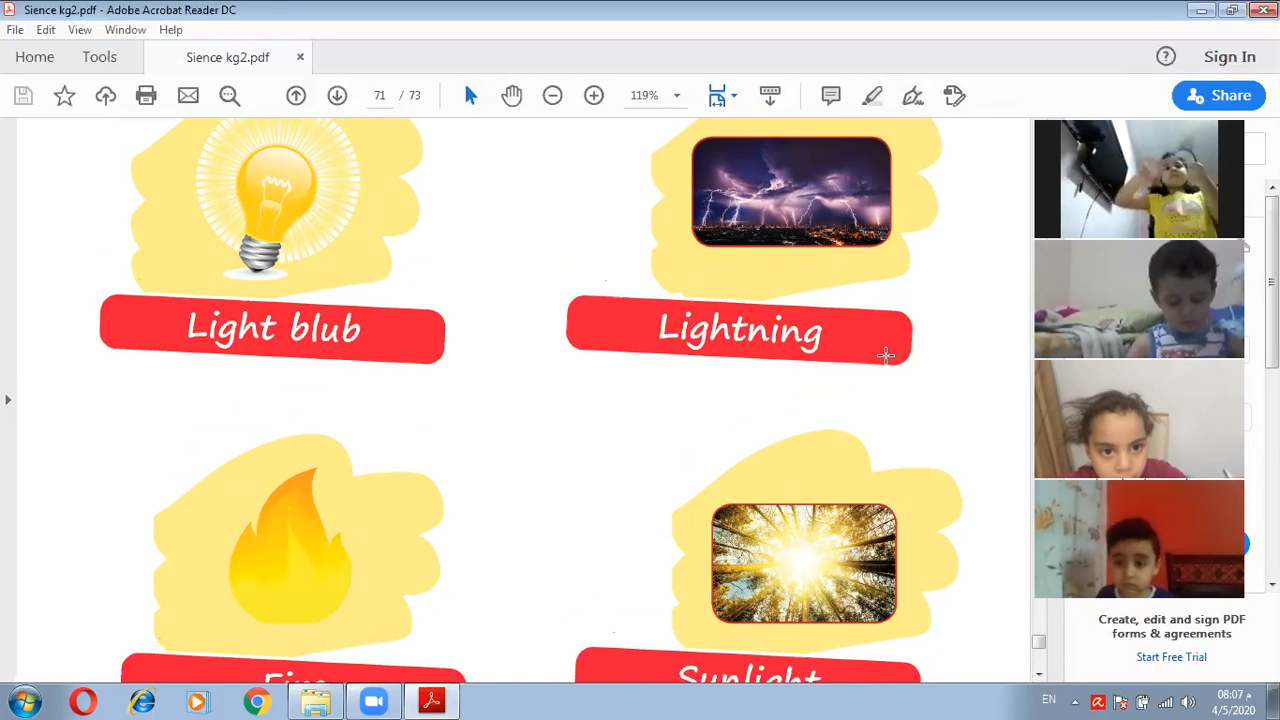 Sience kg2.pdf - Adobe Acrobat Reader DC
File Edit View Window Help
Home Tools Sience kg2.pdf × ? Sign In
71 / 73 119% Share
Light blub
Lightning
Fire
Sunlight
Create, edit and sign PDF
forms & agreements
Start Free Trial
EN 08:07 م
4/5/2020